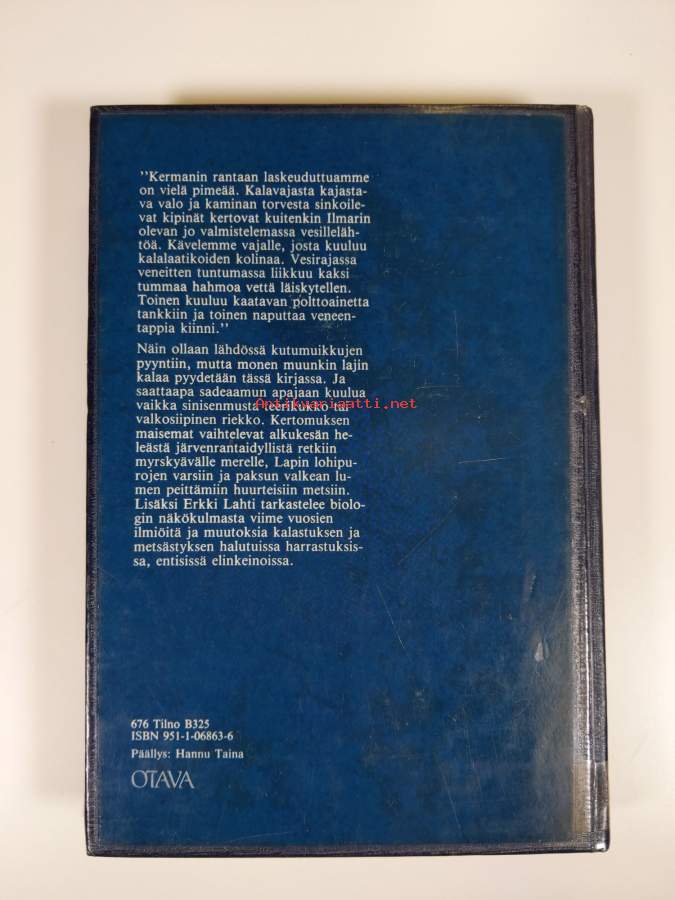 "Kermanin rantaan laskeuduttuamme
on vielä pimeää. Kalavajasta kajasta-
va valo ja kaminan torvesta sinkoile-
vat kipinät kertovat kuitenkin Ilmarin
olevan jo valmistelemassa vesilleläh-
töä. Kävelemme vajalle, josta kuuluu
kalalaatikoiden kolinaa. Vesirajassa
veneitten tuntumassa liikkuu kaksi
tummaa hahmoa vettä läiskytellen.
Toinen kuuluu kaatavan polttoainetta
tankkiin ja toinen naputtaa veneen-
tappia kiinni."
Näin ollaan lähdössä kutumuikkujen
pyyntiin, mutta monen muunkin lajin
kalaa pyydetään tässä kirjassa. Ja
saattaapa sadeaamun apajaan kuulua
Antikvariaatti.net
vaikka sinisenmusta teerikukko tai
valkosiipinen riekko. Kertomuksen
maisemat vaihtelevat alkukesän he-
leästä järvenrantaidyllistä retkiin
myrskyävälle merelle, Lapin lohipu-
rojen varsiin ja paksun valkean lu-
men peittämiin huurteisiin metsiin.
Lisäksi Erkki Lahti tarkastelee biolo-
gin näkökulmasta viime vuosien
ilmiöitä ja muutoksia kalastuksen ja
metsästyksen halutuissa harrastuksis-
sa, entisissä elinkeinoissa.
676 Tilno B325
ISBN 951-1-06863-6
Päällys: Hannu Taina
OTAVA